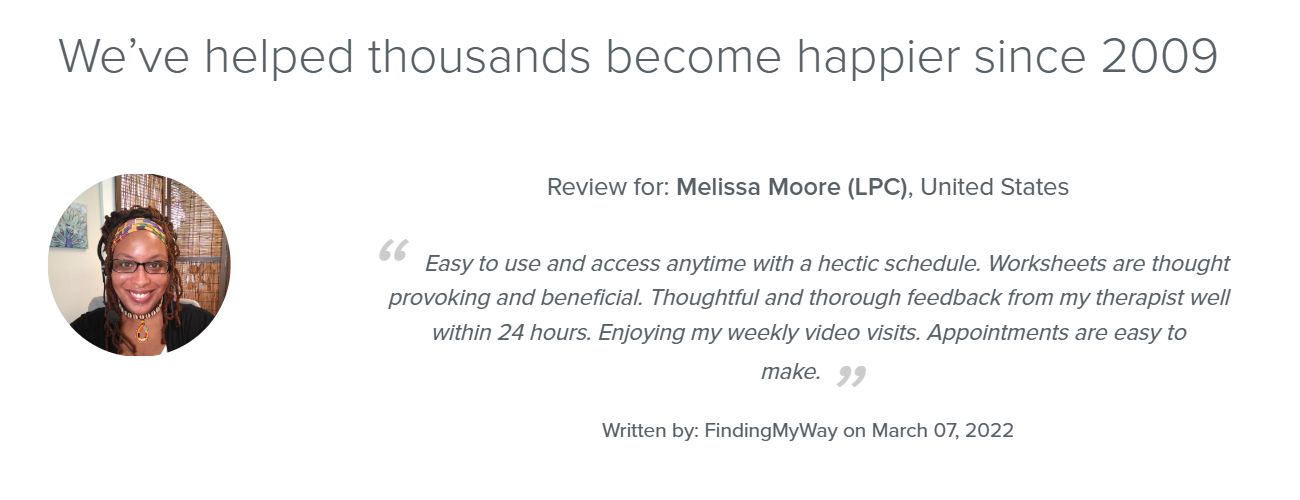 We’ve helped thousands become happier since 2009
Review for: Melissa Moore (LPC), United States
“ Easy to use and access anytime with a hectic schedule. Worksheets are thought
provoking and beneficial. Thoughtful and thorough feedback from my therapist well
within 24 hours. Enjoying my weekly video visits. Appointments are easy to
make. ”
Written by: FindingMyWay on March 07, 2022